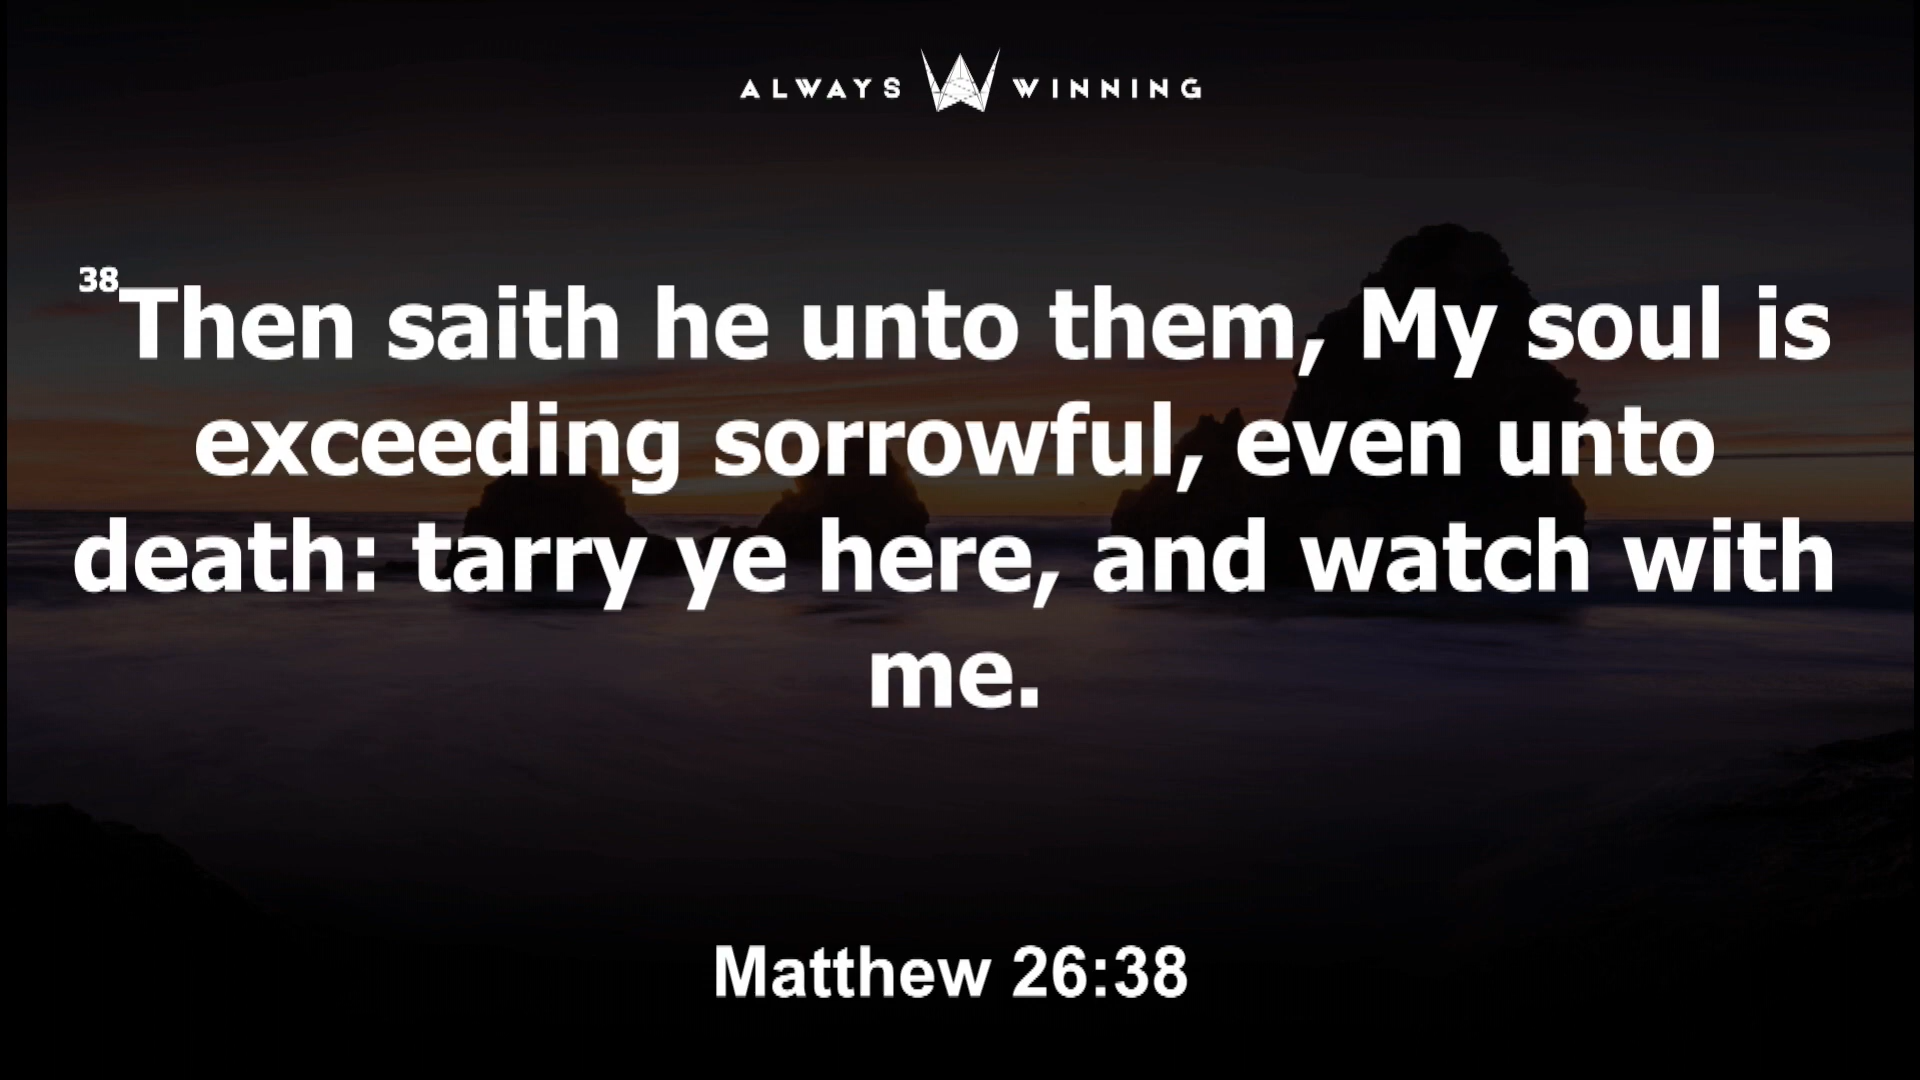 ALWAYS WINNING
38Then saith he unto them, My soul is
exceeding sorrowful, even unto
death: tarry ye here, and watch with
me.
Matthew 26:38